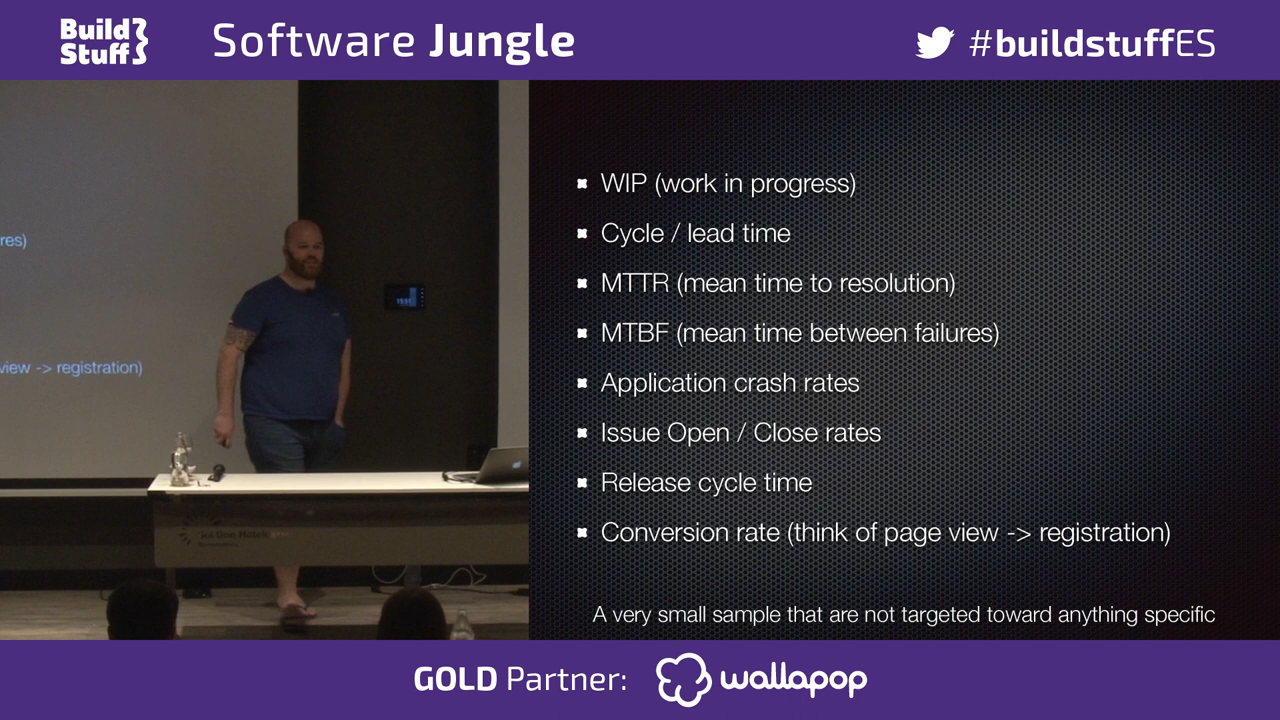 Build
Stuff
Software Jungle
#buildstuffES
res)
view -> registration)
15:51
WIP (work in progress)
Cycle / lead time
MTTR (mean time to resolution)
MTBF (mean time between failures)
Application crash rates
Issue Open / Close rates
Release cycle time
Conversion rate (think of page view -> registration)
A very small sample that are not targeted toward anything specific
GOLD Partner:
wallapop